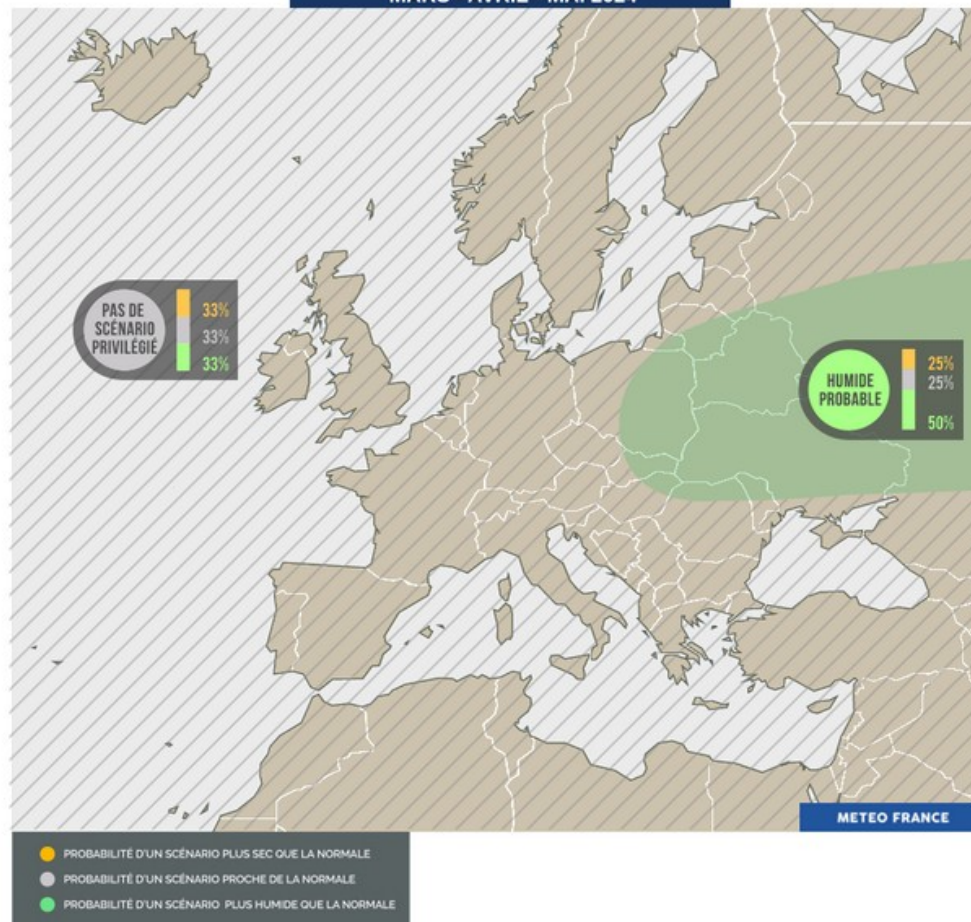 PAS DE
SCÉNARIO
PRIVILÉGIÉ
33%
33%
33%
HUMIDE
PROBABLE
25%
25%
50%
METEO FRANCE
PROBABILITÉ D'UN SCÉNARIO PLUS SEC QUE LA NORMALE
PROBABILITÉ D'UN SCÉNARIO PROCHE DE LA NORMALE
PROBABILITÉ D'UN SCÉNARIO PLUS HUMIDE QUE LA NORMALE